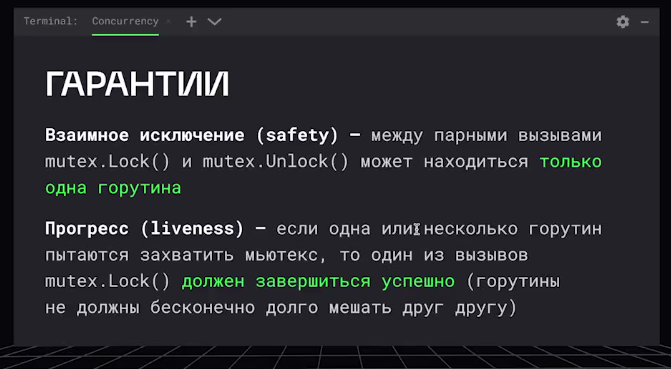 Terminal: Concurrency × +
ГАРАНТИИ
Взаимное исключение (safety) – между парными вызовами
mutex.Lock() и mutex.Unlock() может находиться только
одна горутина
Прогресс (liveness) – если одна или несколько горутин
пытаются захватить мьютекс, то один из вызовов
mutex.Lock() должен завершиться успешно (горутины
не должны бесконечно долго мешать друг другу)